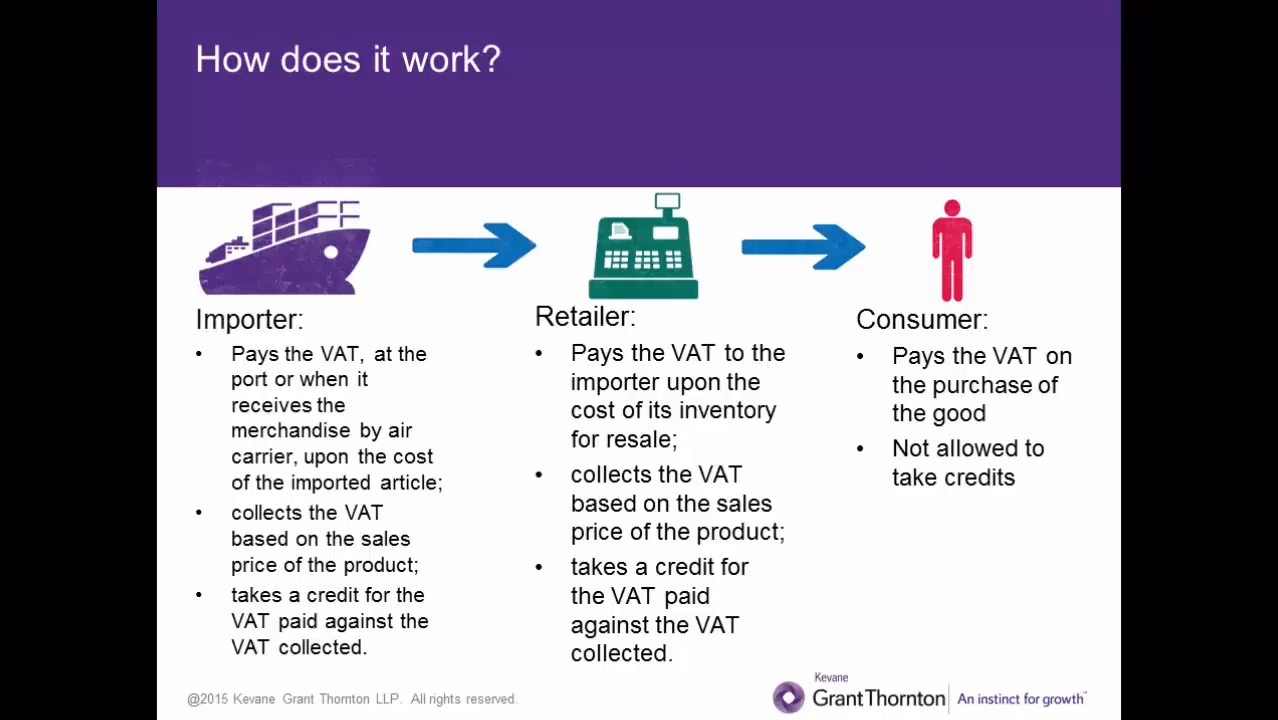 How does it work?
Importer:
• Pays the VAT, at the
port or when it
receives the
merchandise by air
carrier, upon the cost
of the imported article;
• collects the VAT
based on the sales
price of the product;
• takes a credit for the
VAT paid against the
VAT collected.
Retailer:
• Pays the VAT to the
importer upon the
cost of its inventory
for resale;
• collects the VAT
based on the sales
price of the product;
• takes a credit for
the VAT paid
against the VAT
collected.
Consumer:
• Pays the VAT on
the purchase of
the good
• Not allowed to
take credits
@2015 Kevane Grant Thornton LLP. All rights reserved.
Kevane
GrantThornton
An instinct for growth™